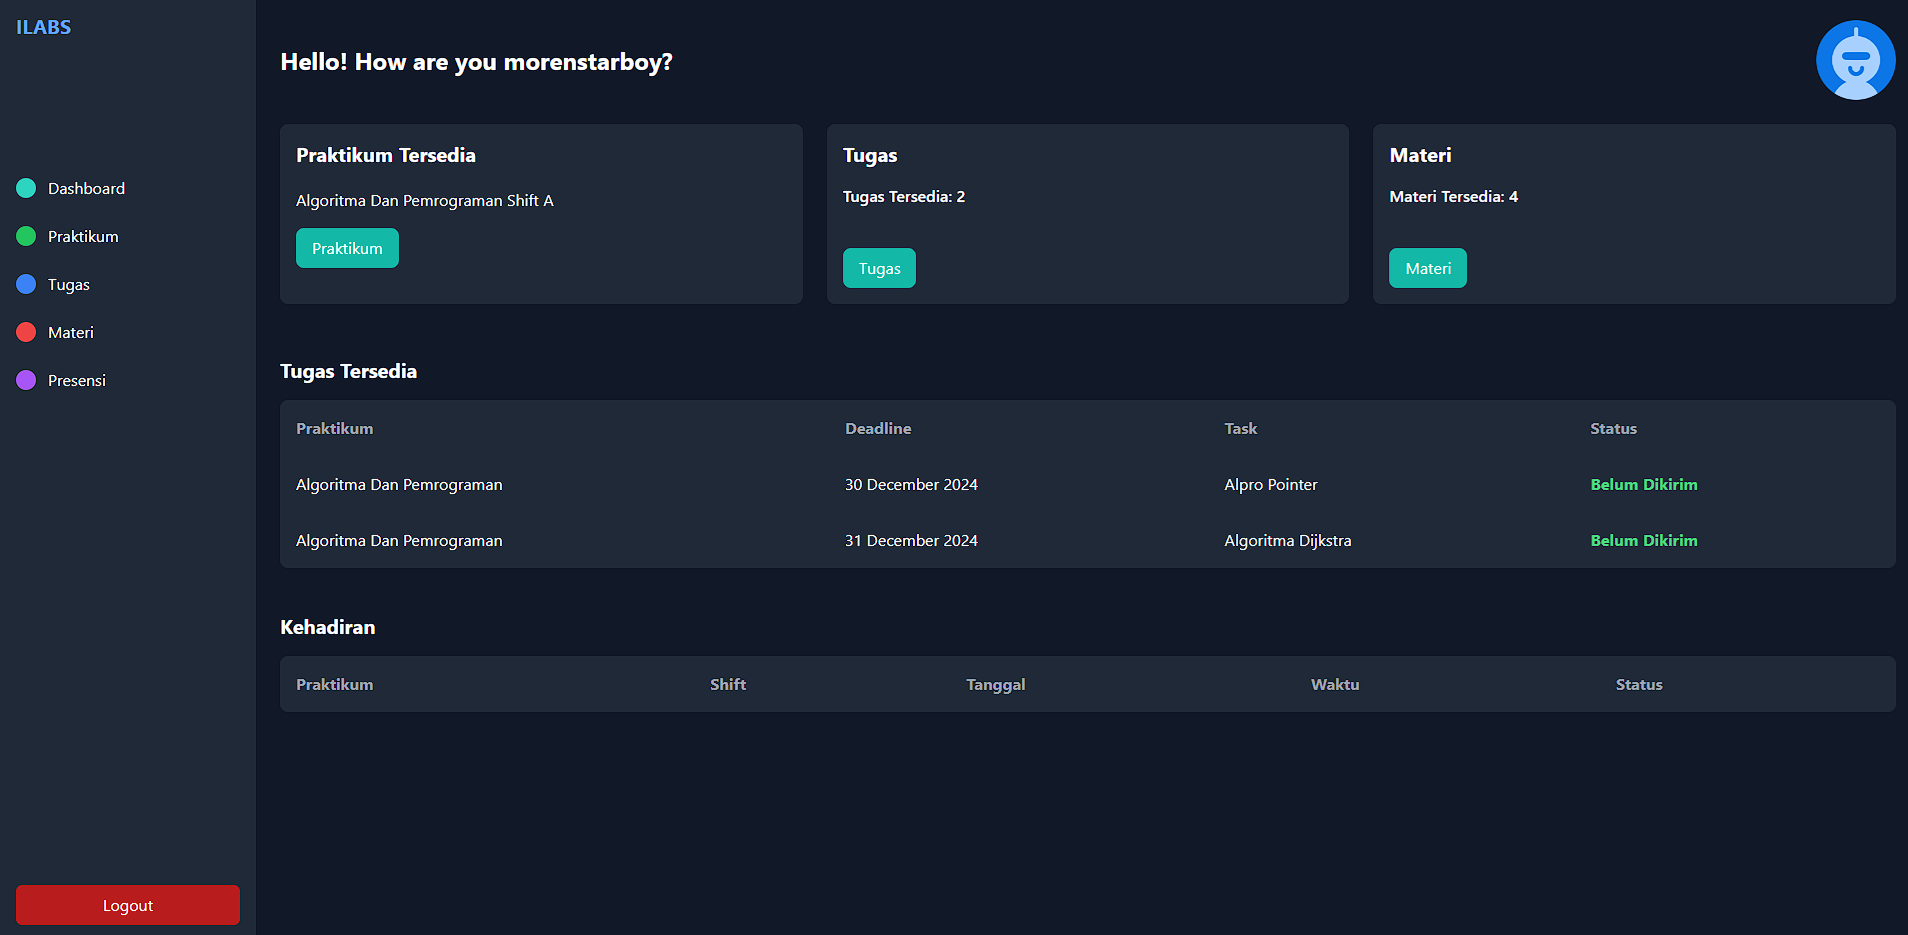 ILABS
Dashboard
Praktikum
Tugas
Materi
Presensi
Logout
Hello! How are you morenstarboy?
Praktikum Tersedia
Algoritma Dan Pemrograman Shift A
Praktikum
Tugas
Tugas Tersedia: 2
Tugas
Materi
Materi Tersedia: 4
Materi
Tugas Tersedia
Praktikum Deadline Task Status
Algoritma Dan Pemrograman 30 December 2024 Alpro Pointer Belum Dikirim
Algoritma Dan Pemrograman 31 December 2024 Algoritma Dijkstra Belum Dikirim
Kehadiran
Praktikum Shift Tanggal Waktu Status